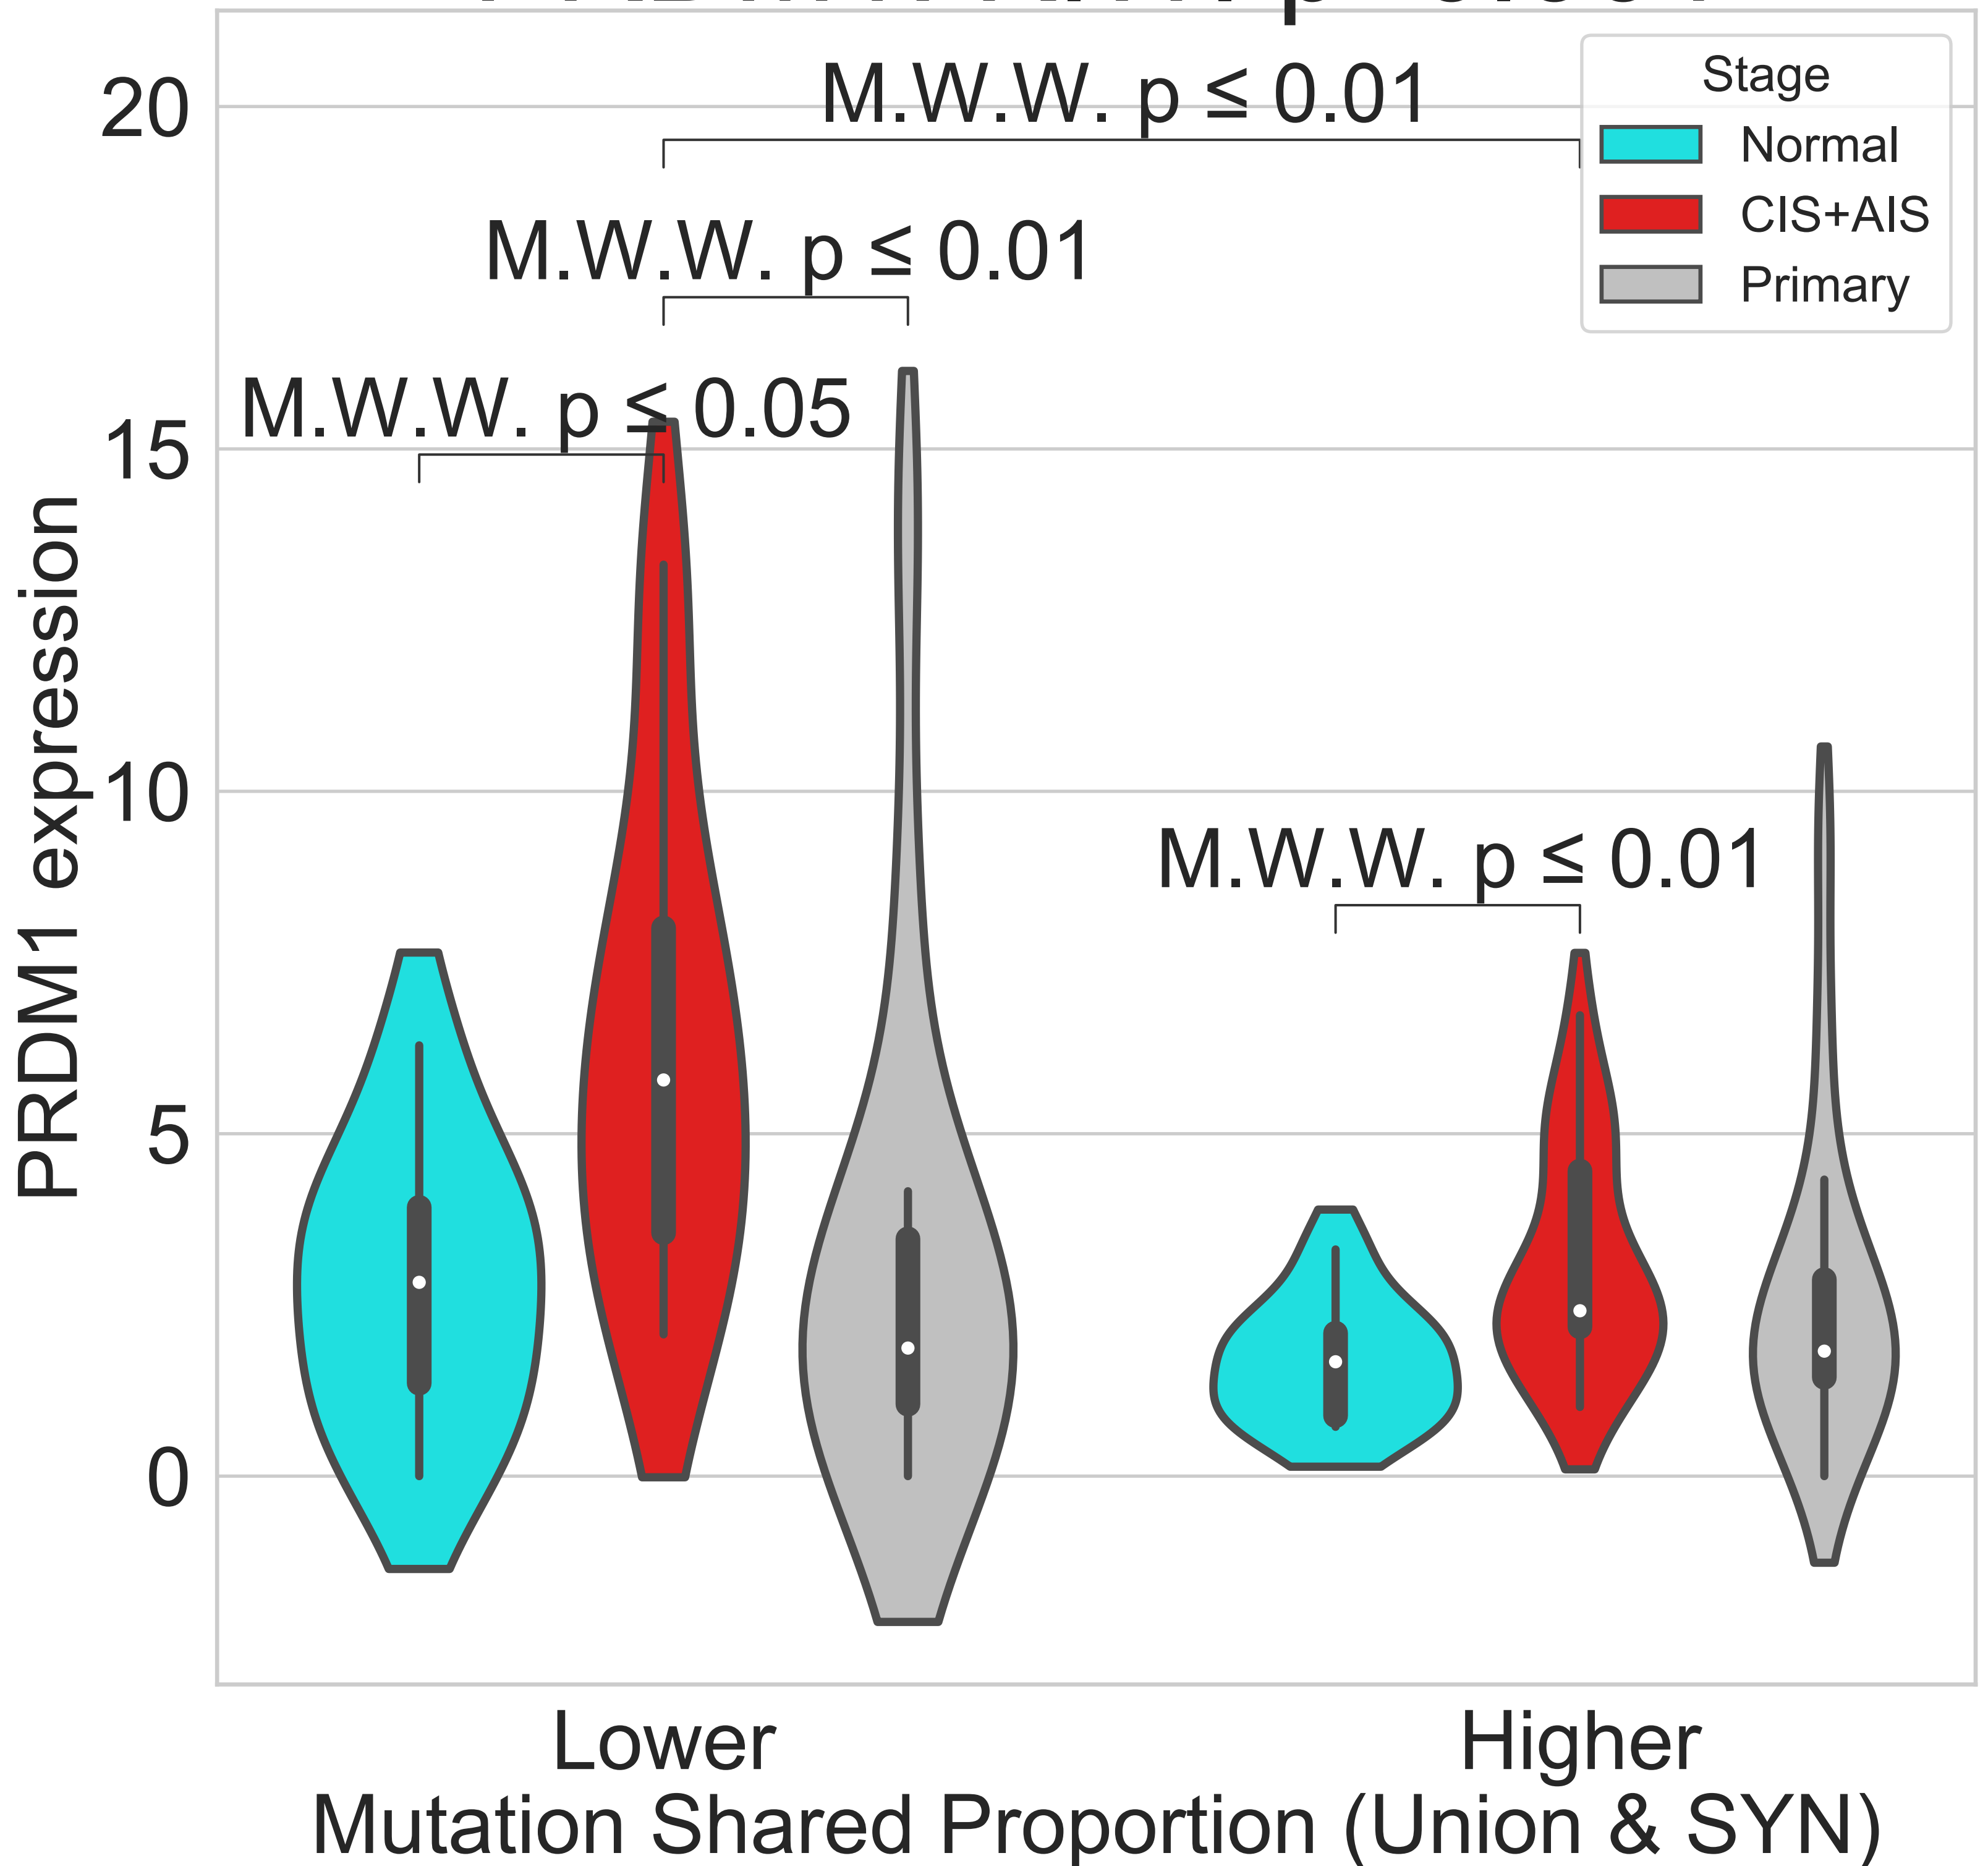 20
15
10
5
0
PRDM1 expression
M.W.W. p ≤ 0.01
M.W.W. p ≤ 0.01
M.W.W. p ≤ 0.05
M.W.W. p ≤ 0.01
Stage
Normal
CIS+AIS
Primary
Lower
Higher
Mutation Shared Proportion (Union & SYN)